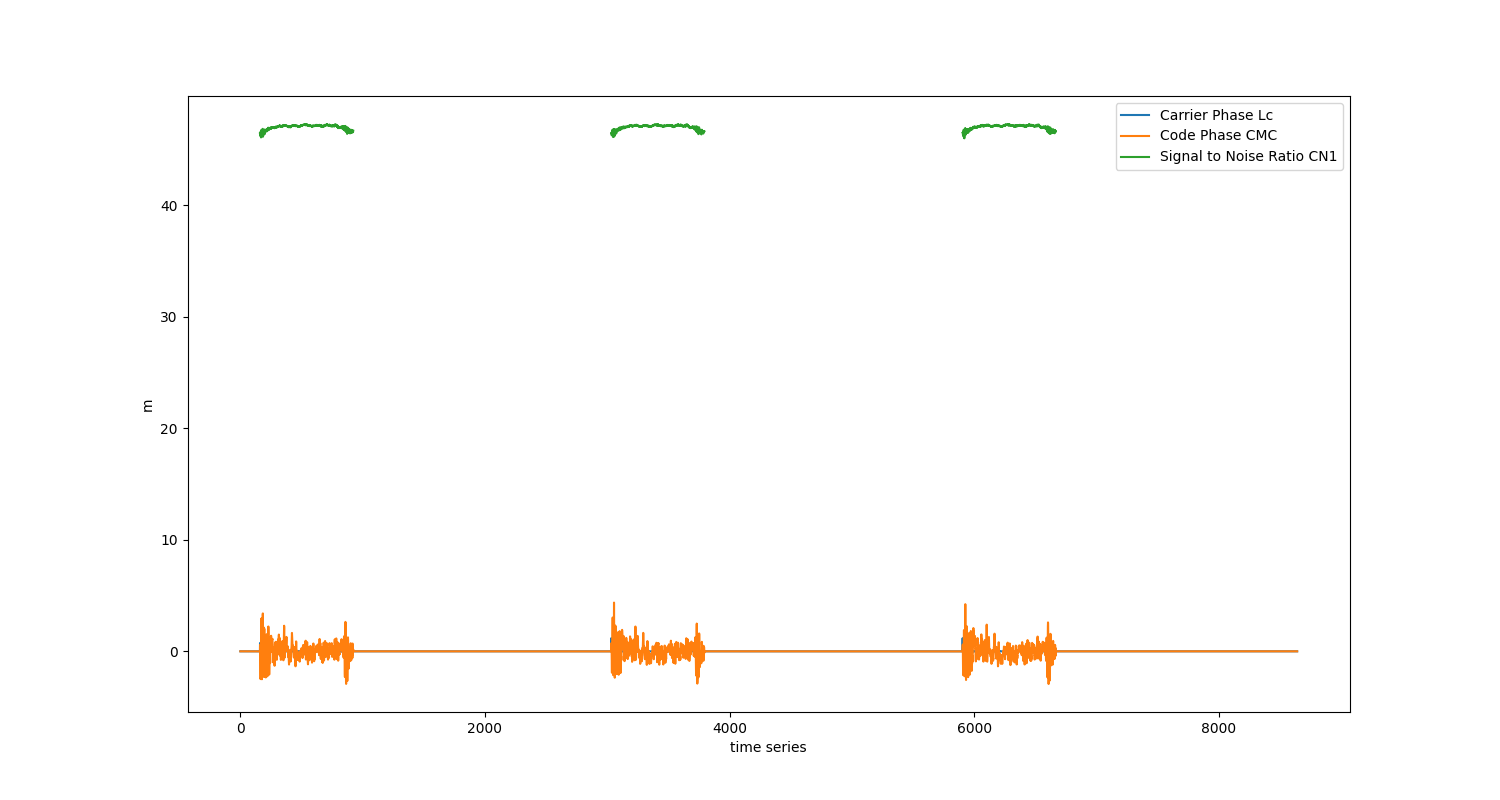 Carrier Phase Lc
Code Phase CMC
Signal to Noise Ratio CN1
40
30
20
10
0
m
0 2000 4000 6000 8000
time series